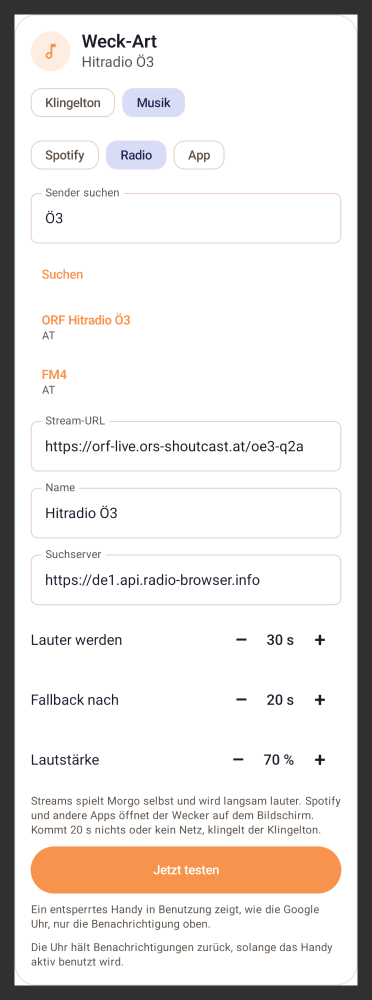 Weck-Art
Hitradio Ö3
Klingelton Musik
Spotify Radio App
Sender suchen
Ö3
Suchen
ORF Hitradio Ö3
AT
FM4
AT
Stream-URL
https://orf-live.ors-shoutcast.at/oe3-q2a
Name
Hitradio Ö3
Suchserver
https://de1.api.radio-browser.info
Lauter werden − 30 s +
Fallback nach − 20 s +
Lautstärke − 70 % +
Streams spielt Morgo selbst und wird langsam lauter. Spotify
und andere Apps öffnet der Wecker auf dem Bildschirm.
Kommt 20 s nichts oder kein Netz, klingelt der Klingelton.
Jetzt testen
Ein entsperrtes Handy in Benutzung zeigt, wie die Google
Uhr, nur die Benachrichtigung oben.
Die Uhr hält Benachrichtigungen zurück, solange das Handy
aktiv benutzt wird.